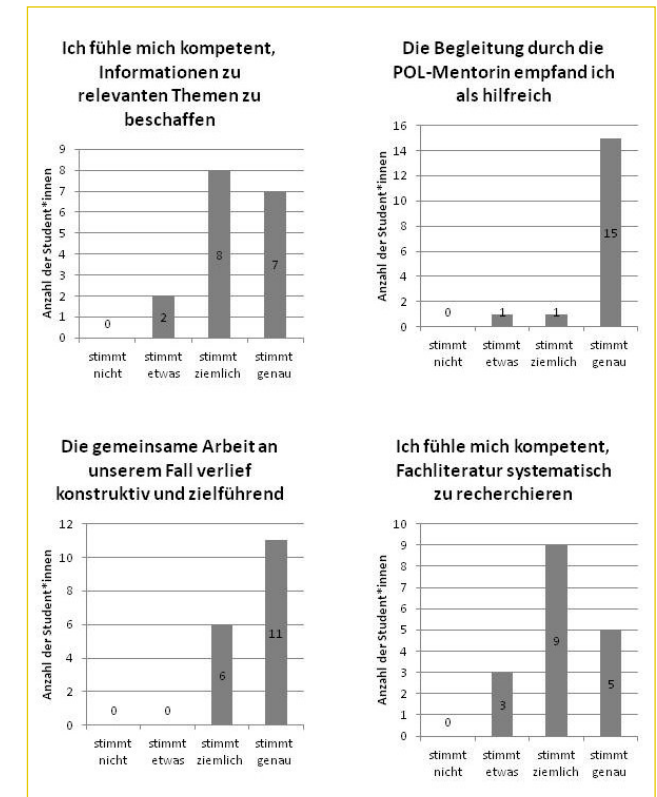 Ich fühle mich kompetent,
Informationen zu
relevanten Themen zu
beschaffen
Anzahl der Student*innen
9
8
7
6
5
4
3
2
1
0
0
2
8
7
stimmt nicht
stimmt etwas
stimmt ziemlich
stimmt genau
Die Begleitung durch die
POL-Mentorin empfand ich
als hilfreich
Anzahl der Student*innen
16
14
12
10
8
6
4
2
0
0
1
1
15
stimmt nicht
stimmt etwas
stimmt ziemlich
stimmt genau
Die gemeinsame Arbeit an
unserem Fall verlief
konstruktiv und zielführend
Anzahl der Student*innen
12
10
8
6
4
2
0
0
0
6
11
stimmt nicht
stimmt etwas
stimmt ziemlich
stimmt genau
Ich fühle mich kompetent,
Fachliteratur systematisch
zu recherchieren
Anzahl der Student*innen
10
9
8
7
6
5
4
3
2
1
0
0
3
9
5
stimmt nicht
stimmt etwas
stimmt ziemlich
stimmt genau